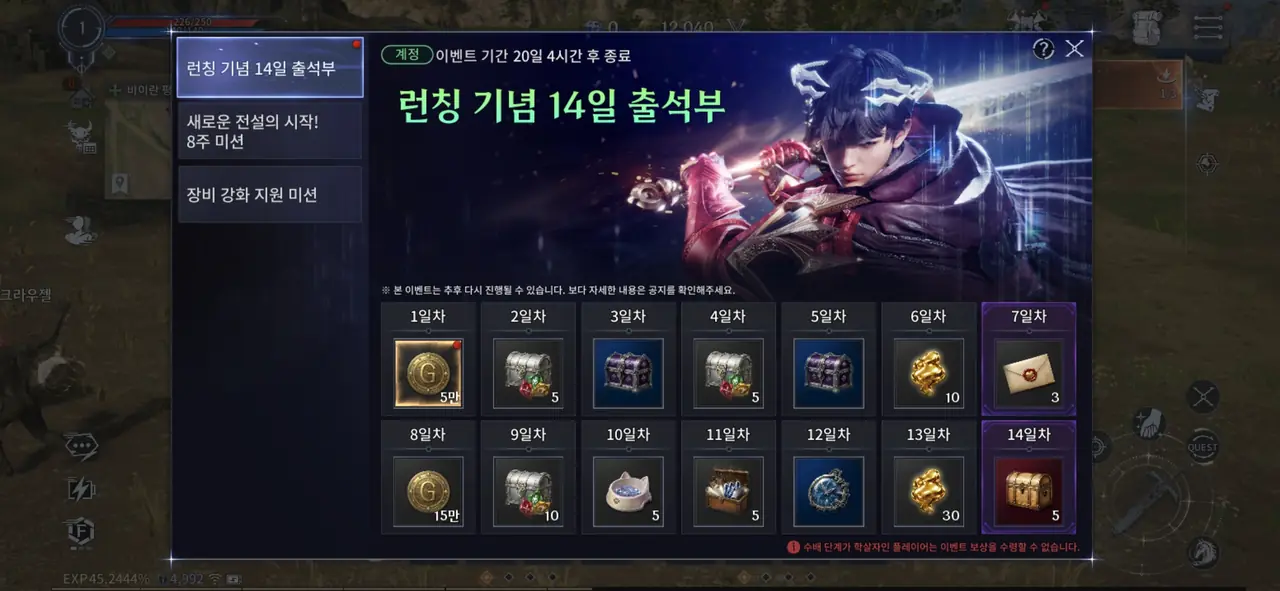 1
226/250
0
12,040
런칭 기념 14일 출석부
새로운 전설의 시작!
8주 미션
장비 강화 지원 미션
계정 이벤트 기간 20일 4시간 후 종료
?
런칭 기념 14일 출석부
※ 본 이벤트는 추후 다시 진행될 수 있습니다. 보다 자세한 내용은 공지를 확인해주세요.
1일차 2일차 3일차 4일차 5일차 6일차 7일차
G
5만 5 5 10 3
8일차 9일차 10일차 11일차 12일차 13일차 14일차
G
15만 10 5 5 30 5
수배 단계가 학살자인 플레이어는 이벤트 보상을 수령할 수 없습니다.
바이란
크라우젤
QUEST
F
EXP45.2444% 4,992